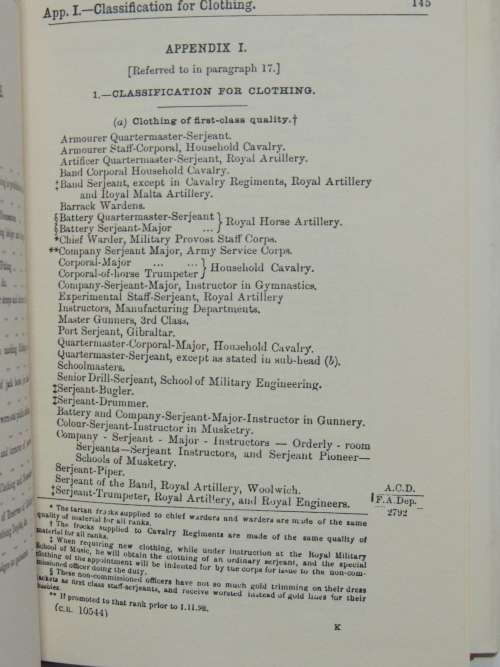 App. I.—Classification for Clothing. 145
APPENDIX I.
[Referred to in paragraph 17.]
1.—CLASSIFICATION FOR CLOTHING.
(a) Clothing of first-class quality.†
Armourer Quartermaster-Serjeant.
Armourer Staff-Corporal, Household Cavalry.
Artificer Quartermaster-Serjeant, Royal Artillery.
Band Corporal Household Cavalry.
‡Band Serjeant, except in Cavalry Regiments, Royal Artillery
and Royal Malta Artillery.
Barrack Wardens.
§Battery Quartermaster-Serjeant } Royal Horse Artillery.
§Battery Serjeant-Major ...
*Chief Warder, Military Provost Staff Corps.
**Company Serjeant Major, Army Service Corps.
Corporal-Major ... ... ... } Household Cavalry.
Corporal-of-horse Trumpeter
Company-Serjeant-Major, Instructor in Gymnastics.
Experimental Staff-Serjeant, Royal Artillery
Instructors, Manufacturing Departments.
Master Gunners, 3rd Class.
Port Serjeant, Gibraltar.
Quartermaster-Corporal-Major, Household Cavalry.
Quartermaster-Serjeant, except as stated in sub-head (b).
Schoolmasters.
Senior Drill-Serjeant, School of Military Engineering.
‡Serjeant-Bugler.
‡Serjeant-Drummer.
Battery and Company-Serjeant-Major-Instructor in Gunnery.
Colour-Serjeant-Instructor in Musketry.
Company - Serjeant - Major - Instructors — Orderly - room
Serjeants—Serjeant Instructors, and Serjeant Pioneer—
Schools of Musketry.
Serjeant-Piper.
Serjeant of the Band, Royal Artillery, Woolwich.
‡Serjeant-Trumpeter, Royal Artillery, and Royal Engineers.
A.C.D.
F.A.Dep.
2792
* The tartan frocks supplied to chief warders and warders are made of the same
quality of material for all ranks.
† The frocks supplied to Cavalry Regiments are made of the same quality of
material for all ranks.
‡ When requiring new clothing, while under instruction at the Royal Military
School of Music, he will obtain the clothing of an ordinary serjeant, and the special
clothing of the appointment will be indented for by the corps for issue to the non-com-
missioned officer doing the duty.
§ These non-commissioned officers have not so much gold trimming on their dress
jackets as first class staff-serjeants, and receive worsted instead of gold lines for their
busbies.
** If promoted to that rank prior to 1.11.98.
(C.R. 10544)
K